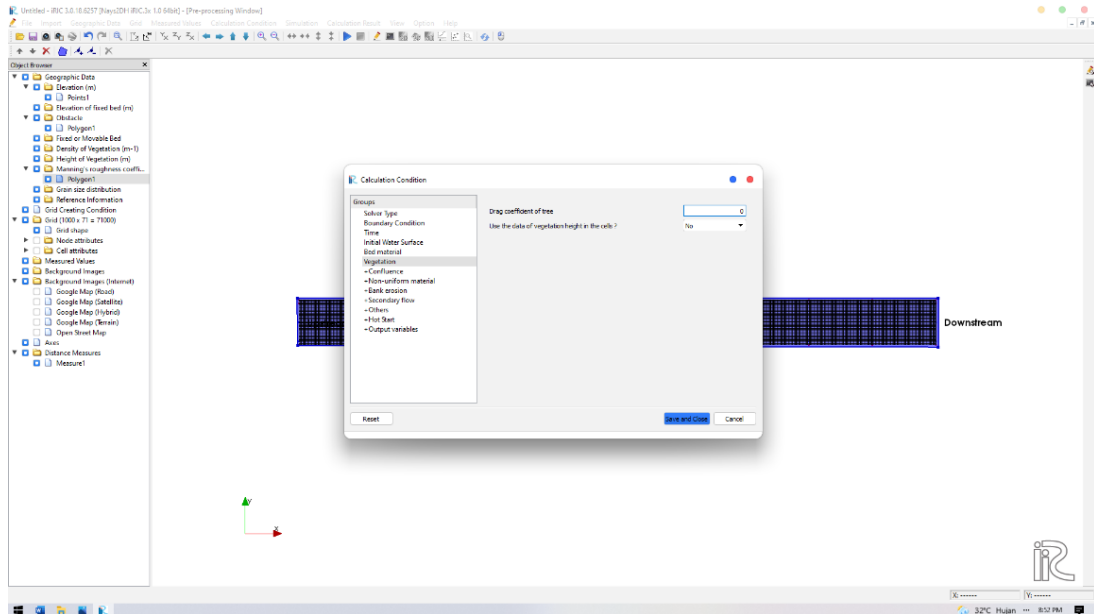 Untitled - iRIC 3.0.16.6257 [Nays2DH iRIC.3x 1.0 64bit] - [Pre-processing Window]
File Import Geographic Data Grid Measured Values Calculation Condition Simulation Calculation Result View Option Help
Object Browser
Geographic Data
Elevation (m)
Points1
Elevation of fixed bed (m)
Obstacle
Polygon1
Fixed or Movable Bed
Density of Vegetation (m-1)
Height of Vegetation (m)
Manning's roughness coeffi...
Polygon1
Grain size distribution
Reference Information
Grid Creating Condition
Grid (1000 x 71 = 71000)
Grid shape
Node attributes
Cell attributes
Measured Values
Background Images
Background Images (Internet)
Google Map (Road)
Google Map (Satellite)
Google Map (Hybrid)
Google Map (Terrain)
Open Street Map
Axes
Distance Measures
Measure1
Calculation Condition
Groups
Solver Type
Boundary Condition
Time
Initial Water Surface
Bed material
Vegetation
+Confluence
+Non-uniform material
+Bank erosion
+Secondary flow
+Others
+Hot Start
+Output variables
Drag coefficient of tree 0
Use the data of vegetation height in the cells ? No
Reset
Save and Close
Cancel
Downstream
Y
X
iRIC
X: ------
Y: ------
32°C Hujan
8:52 PM